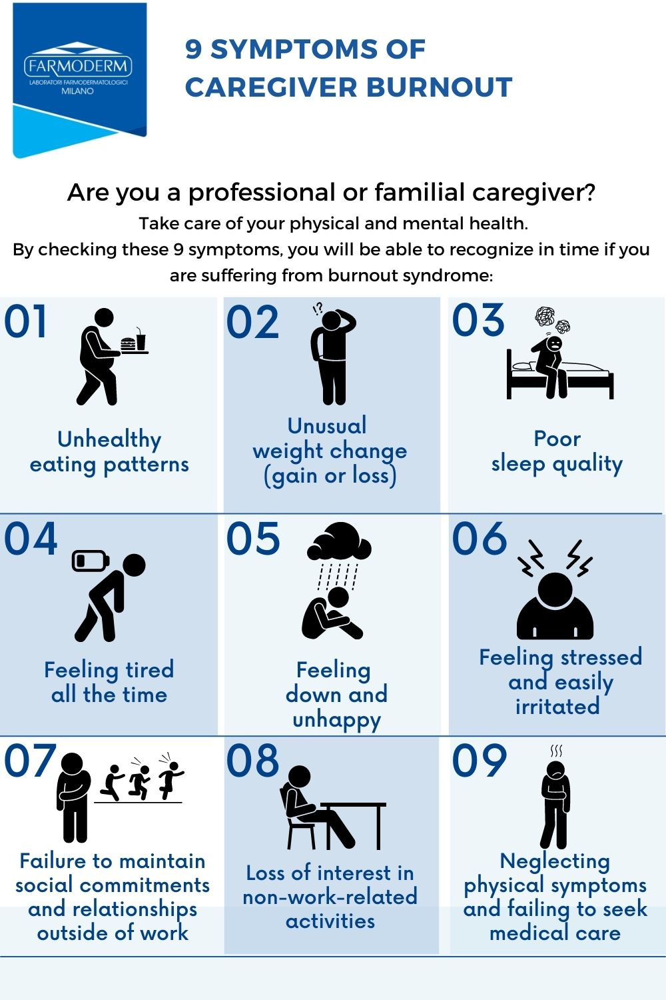 FARMODERM
LABORATORI FARMODERMATOLOGICI
MILANO
9 SYMPTOMS OF
CAREGIVER BURNOUT
Are you a professional or familial caregiver?
Take care of your physical and mental health.
By checking these 9 symptoms, you will be able to recognize in time if you
are suffering from burnout syndrome:
01
Unhealthy
eating patterns
02
!?
Unusual
weight change
(gain or loss)
03
Poor
sleep quality
04
Feeling tired
all the time
05
Feeling
down and
unhappy
06
Feeling stressed
and easily
irritated
07
Failure to maintain
social commitments
and relationships
outside of work
08
Loss of interest in
non-work-related
activities
09
Neglecting
physical symptoms
and failing to seek
medical care